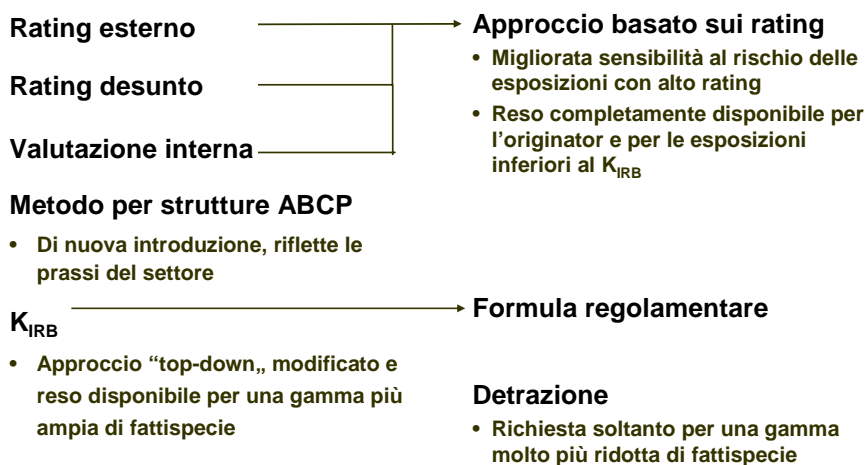 Rating esterno
Rating desunto
Valutazione interna
Metodo per strutture ABCP
• Di nuova introduzione, riflette le
prassi del settore
K_IRB
• Approccio “top-down„ modificato e
reso disponibile per una gamma più
ampia di fattispecie
Approccio basato sui rating
• Migliorata sensibilità al rischio delle
esposizioni con alto rating
• Reso completamente disponibile per
l’originator e per le esposizioni
inferiori al K_IRB
Formula regolamentare
Detrazione
• Richiesta soltanto per una gamma
molto più ridotta di fattispecie